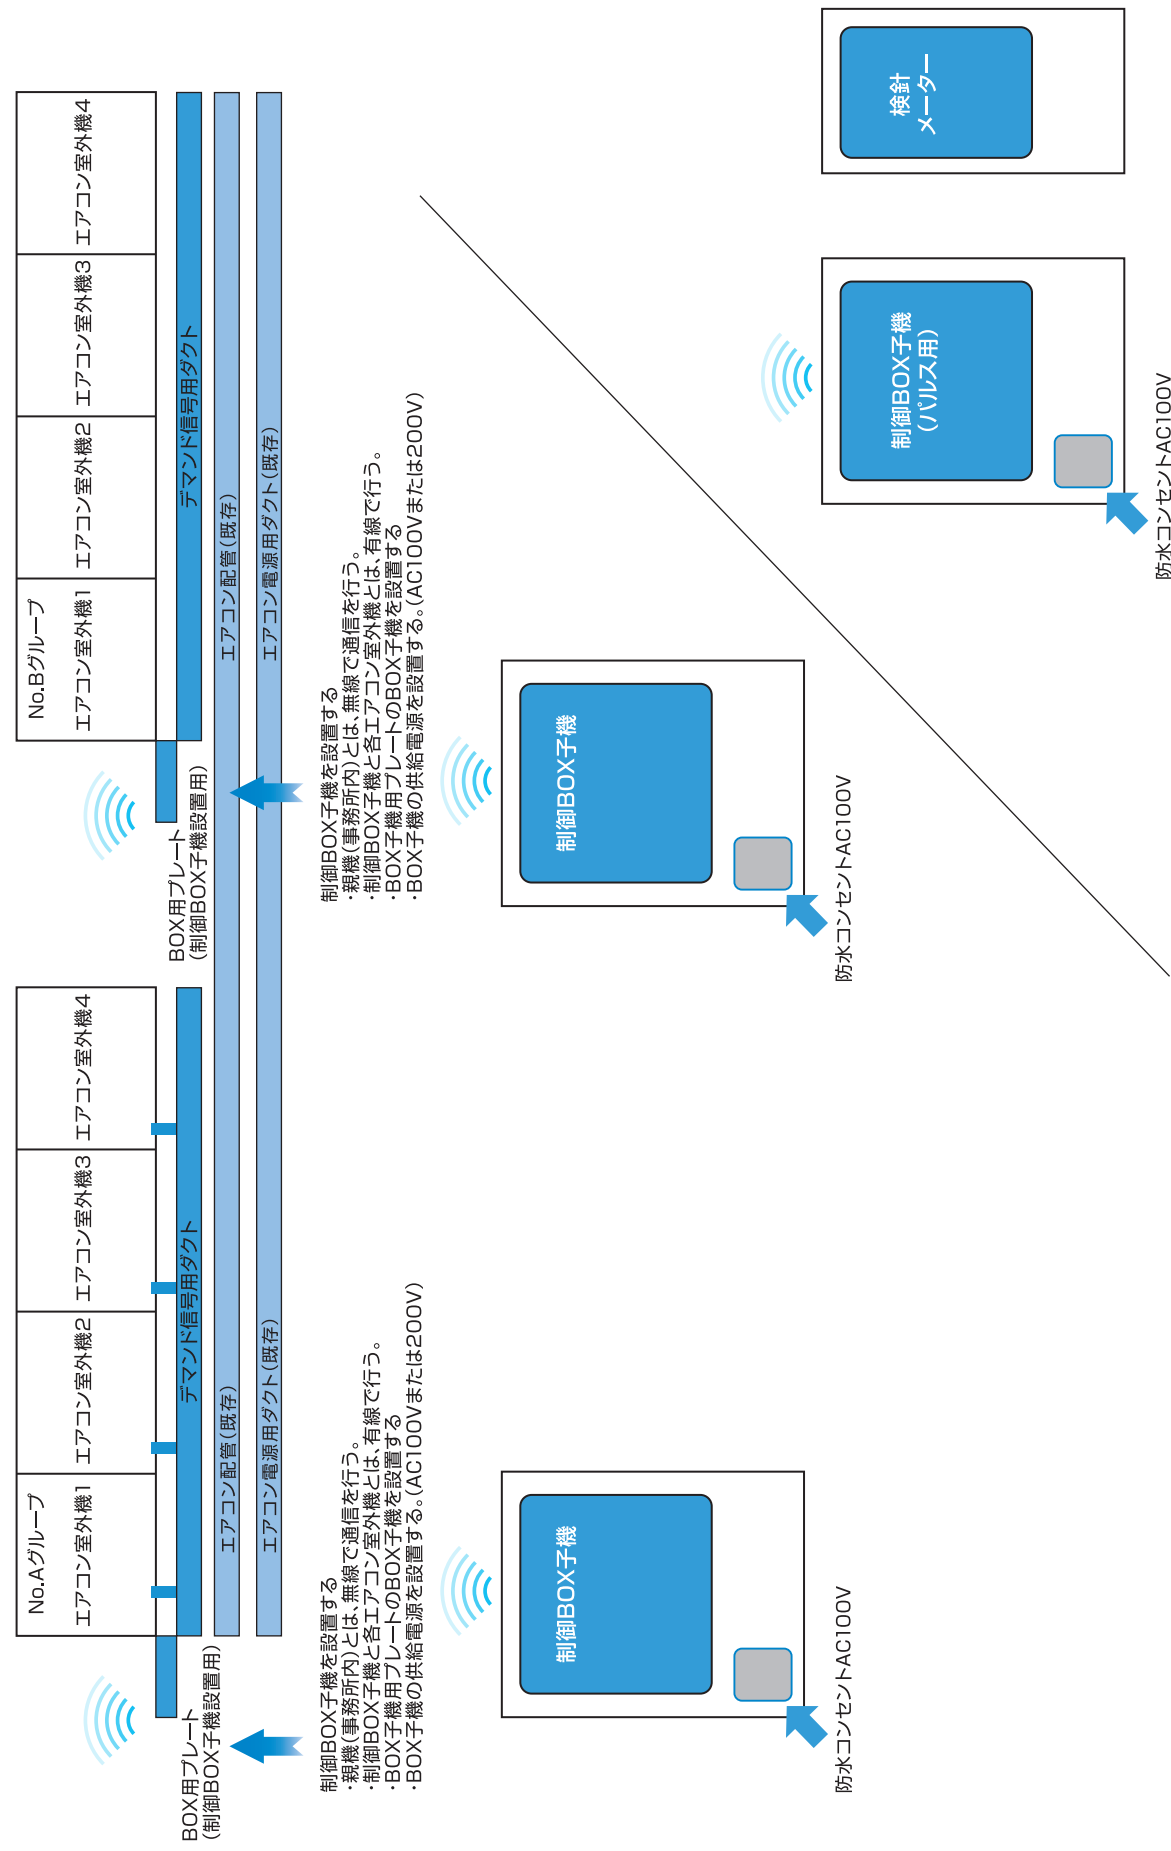 No.Aグループ
エアコン室外機1
エアコン室外機2
エアコン室外機3
エアコン室外機4
デマンド信号用ダクト
BOX用プレート
(制御BOX子機設置用)
エアコン配管(既存)
エアコン電源用ダクト(既存)
No.Bグループ
エアコン室外機1
エアコン室外機2
エアコン室外機3
エアコン室外機4
デマンド信号用ダクト
BOX用プレート
(制御BOX子機設置用)
エアコン配管(既存)
エアコン電源用ダクト(既存)
制御BOX子機を設置する
・親機(事務所内)とは、無線で通信を行う。
・制御BOX子機と各エアコン室外機とは、有線で行う。
・BOX子機用プレートのBOX子機を設置する
・BOX子機の供給電源を設置する。(AC100Vまたは200V)
制御BOX子機を設置する
・親機(事務所内)とは、無線で通信を行う。
・制御BOX子機と各エアコン室外機とは、有線で行う。
・BOX子機用プレートのBOX子機を設置する
・BOX子機の供給電源を設置する。(AC100Vまたは200V)
制御BOX子機
防水コンセントAC100V
制御BOX子機
防水コンセントAC100V
制御BOX子機
(パルス用)
防水コンセントAC100V
検針
メーター